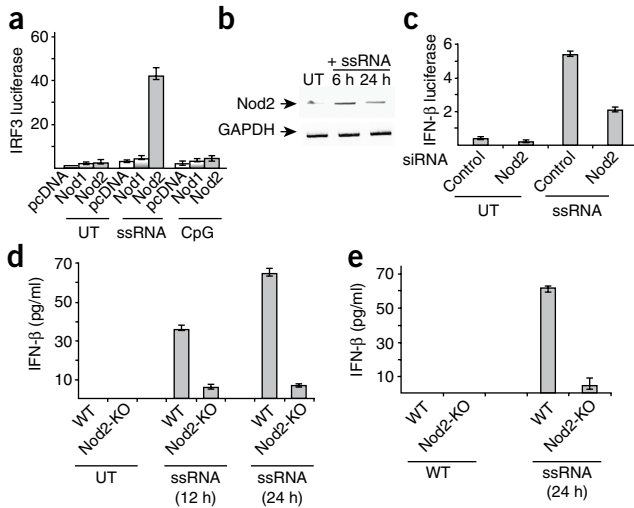 a
IRF3 luciferase
60
40
20
pcDNA
Nod1
Nod2
pcDNA
Nod1
Nod2
pcDNA
Nod1
Nod2
UT
ssRNA
CpG
b
+ ssRNA
UT
6 h
24 h
Nod2
GAPDH
c
IFN-β luciferase
6
4
2
siRNA
Control
Nod2
Control
Nod2
UT
ssRNA
d
IFN-β (pg/ml)
70
50
30
10
WT
Nod2-KO
WT
Nod2-KO
WT
Nod2-KO
UT
ssRNA
(12 h)
ssRNA
(24 h)
e
IFN-β (pg/ml)
70
50
30
10
WT
Nod2-KO
WT
Nod2-KO
WT
ssRNA
(24 h)